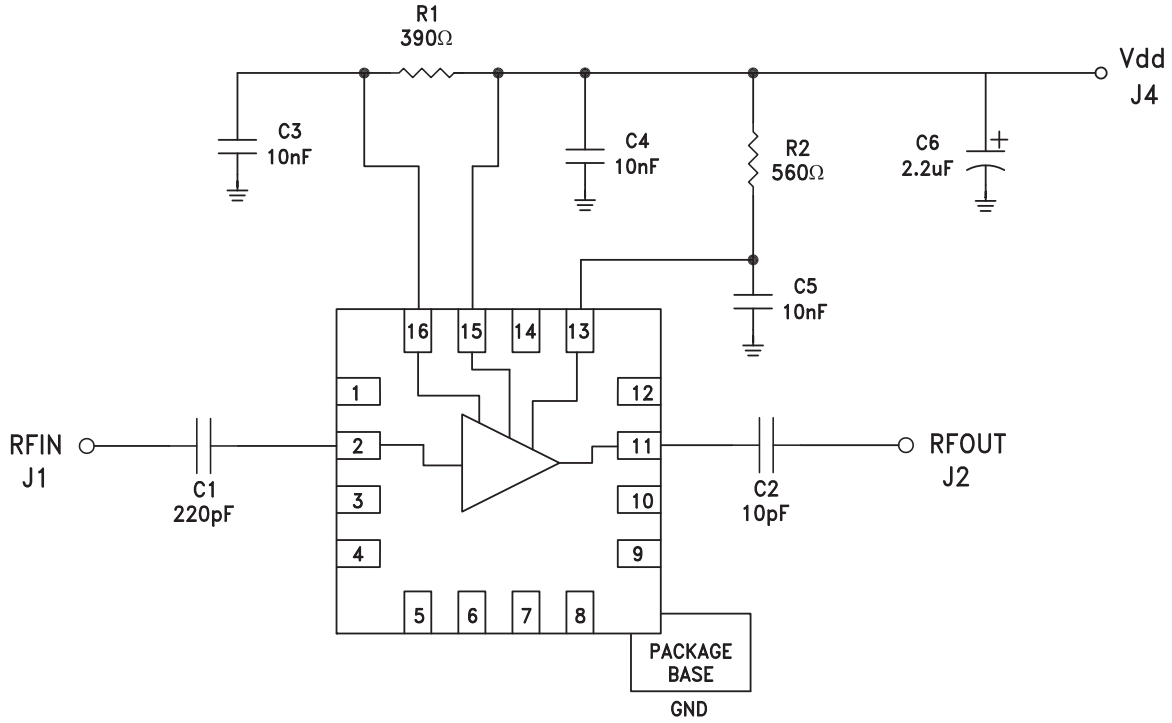 R1
390Ω
Vdd
J4
C3
10nF
C4
10nF
R2
560Ω
C6
+
2.2uF
C5
10nF
16
15
14
13
1
12
RFIN
J1
C1
220pF
2
11
C2
10pF
RFOUT
J2
3
10
4
9
5
6
7
8
PACKAGE
BASE
GND